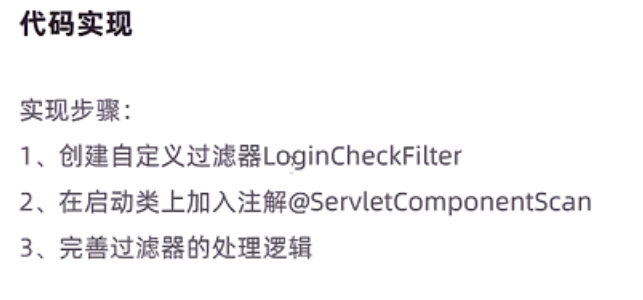 代码实现
实现步骤：
1、创建自定义过滤器LoginCheckFilter
2、在启动类上加入注解@ServletComponentScan
3、完善过滤器的处理逻辑